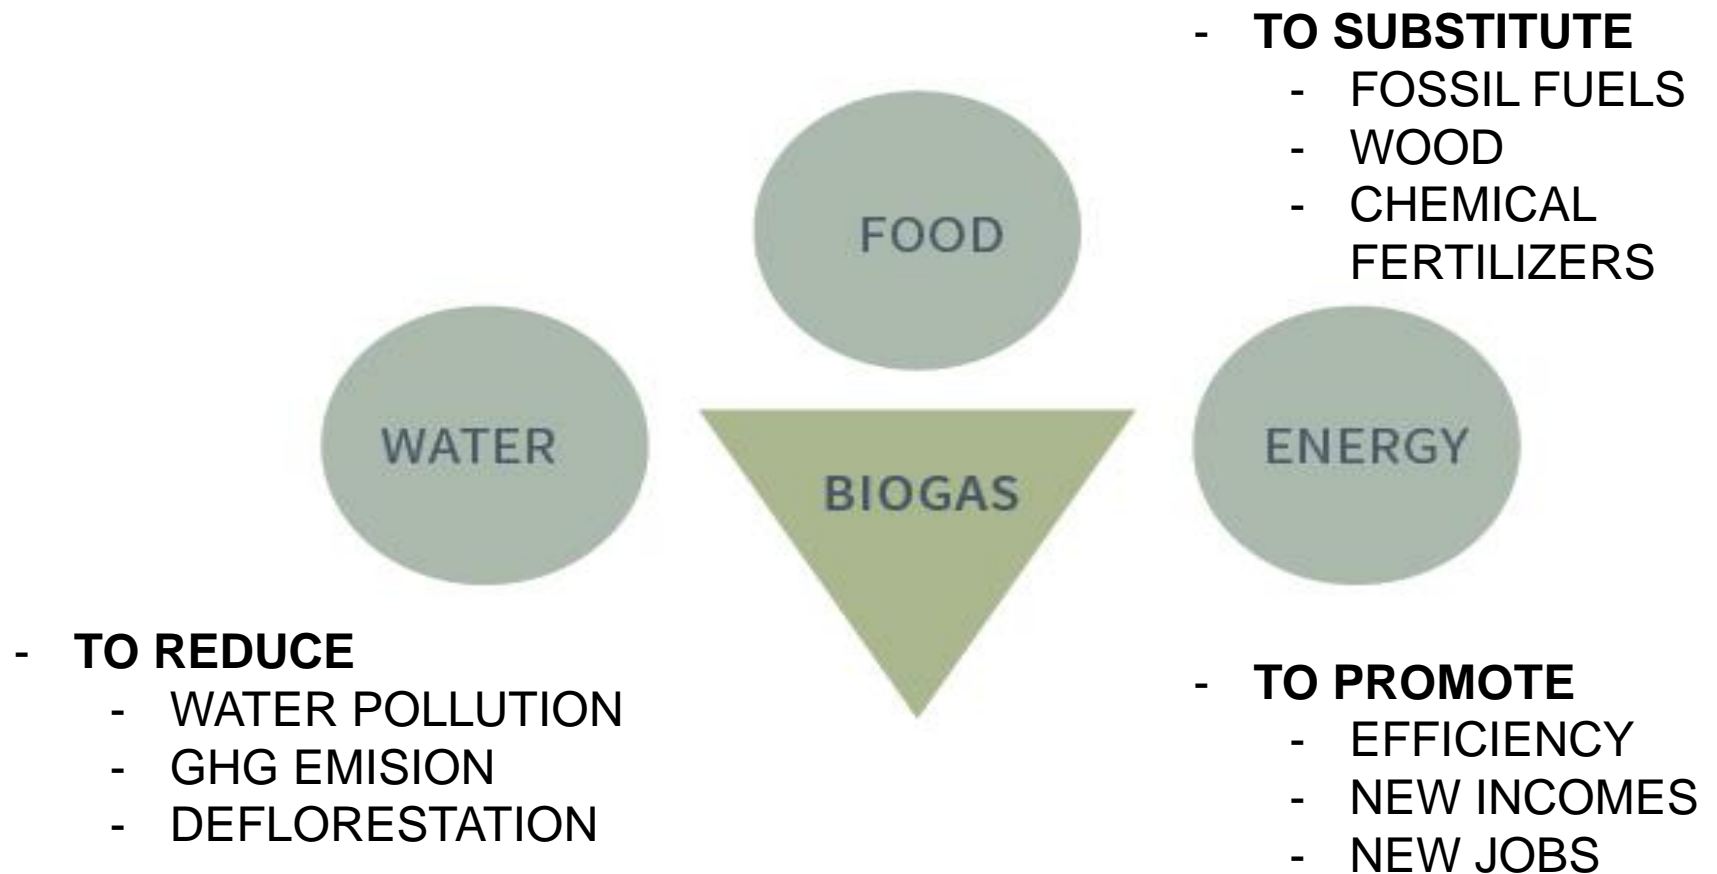 - TO SUBSTITUTE
- FOSSIL FUELS
- WOOD
- CHEMICAL
FERTILIZERS
FOOD
WATER
ENERGY
BIOGAS
- TO REDUCE
- WATER POLLUTION
- GHG EMISION
- DEFLORESTATION
- TO PROMOTE
- EFFICIENCY
- NEW INCOMES
- NEW JOBS